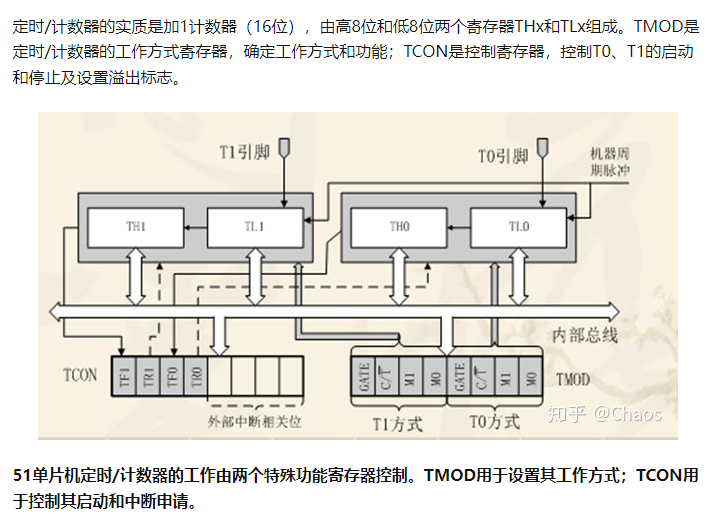 定时/计数器的实质是加1计数器（16位），由高8位和低8位两个寄存器THx和TLx组成。TMOD是
定时/计数器的工作方式寄存器，确定工作方式和功能；TCON是控制寄存器，控制T0、T1的启动
和停止及设置溢出标志。
T1引脚
T0引脚
机器周
期脉冲
TH1
TL1
TH0
TL0
内部总线
TCON
TF1
TR1
TF0
TR0
GATE
C/T̅
M1
M0
GATE
C/T̅
M1
M0
TMOD
外部中断相关位
T1方式
T0方式
知乎 @Chaos
51单片机定时/计数器的工作由两个特殊功能寄存器控制。TMOD用于设置其工作方式；TCON用
于控制其启动和中断申请。